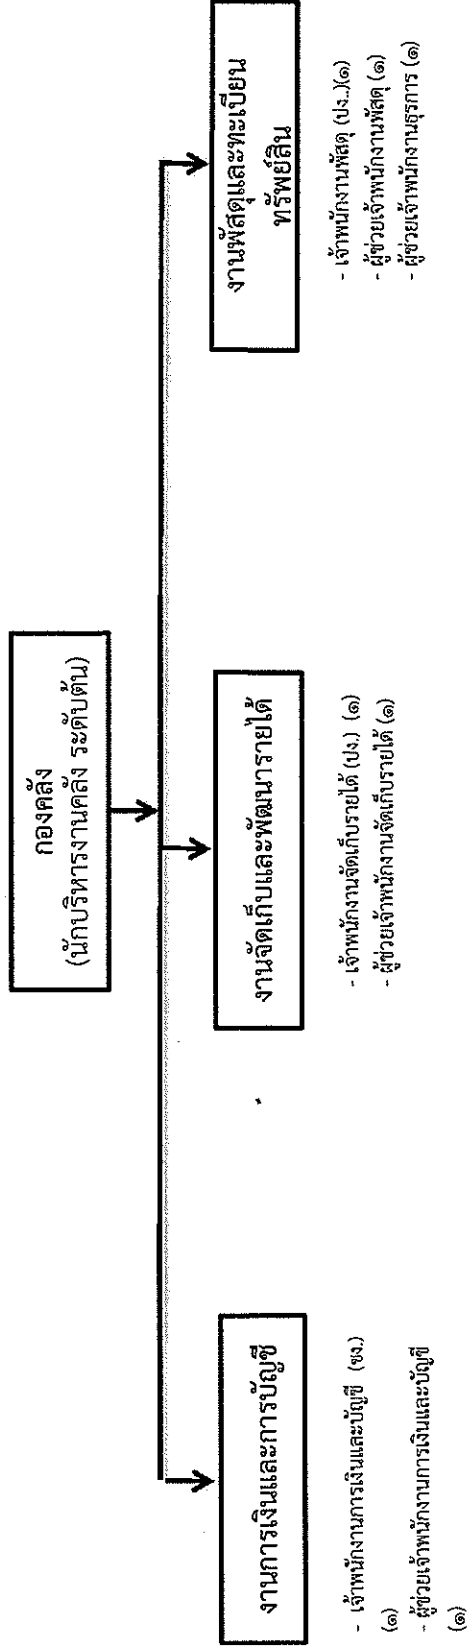 กองคลัง
(นักบริหารงานคลัง ระดับต้น)
งานการเงินและการบัญชี
- เจ้าพนักงานการเงินและบัญชี (ชง.)
(๑)
- ผู้ช่วยเจ้าพนักงานการเงินและบัญชี
(๑)
งานจัดเก็บและพัฒนารายได้
- เจ้าพนักงานจัดเก็บรายได้ (ปง.) (๑)
- ผู้ช่วยเจ้าพนักงานจัดเก็บรายได้ (๑)
งานพัสดุและทะเบียน
ทรัพย์สิน
- เจ้าพนักงานพัสดุ (ปง..)(๑)
- ผู้ช่วยเจ้าพนักงานพัสดุ (๑)
- ผู้ช่วยเจ้าพนักงานธุรการ (๑)